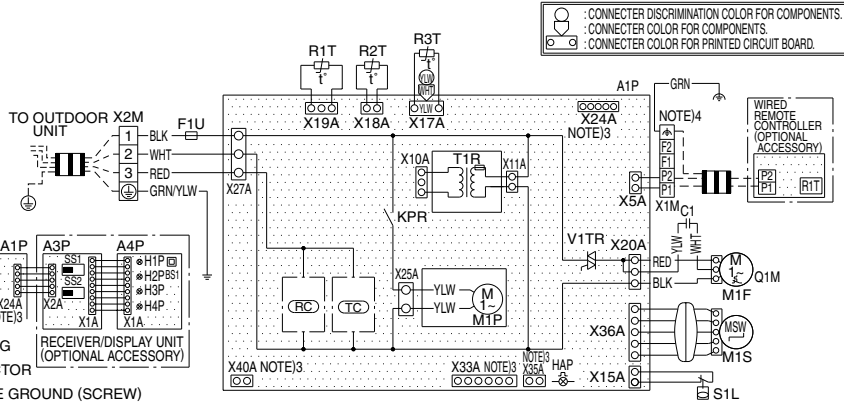 : CONNECTER DISCRIMINATION COLOR FOR COMPONENTS.
: CONNECTER COLOR FOR COMPONENTS.
: CONNECTER COLOR FOR PRINTED CIRCUIT BOARD.
R1T
R2T
R3T
t°
t°
t°
YLW
WHT
YLW
X19A
X18A
X17A
A1P
X24A
NOTE)3
GRN
NOTE)4
F2
F1
P2
P1
X1M
X5A
WIRED
REMOTE
CONTROLLER
(OPTIONAL
ACCESSORY)
P2
P1
R1T
TO OUTDOOR
UNIT
X2M
1
2
3
BLK
F1U
WHT
RED
GRN/YLW
X27A
X10A
T1R
X11A
KPR
V1TR
X20A
C1
YLW
WHT
RED
BLK
M
1~
Q1M
M1F
A1P
X24A
NOTE)3
A3P
SS1
SS2
X2A
X1A
A4P
H1P
H2P
BS1
H3P
H4P
X1A
RECEIVER/DISPLAY UNIT
(OPTIONAL ACCESSORY)
RC
TC
X25A
YLW
YLW
M
1~
M1P
X36A
MSW
M1S
X40A NOTE)3
X33A NOTE)3
NOTE)3
X35A
HAP
X15A
S1L
G
CTOR
E GROUND (SCREW)